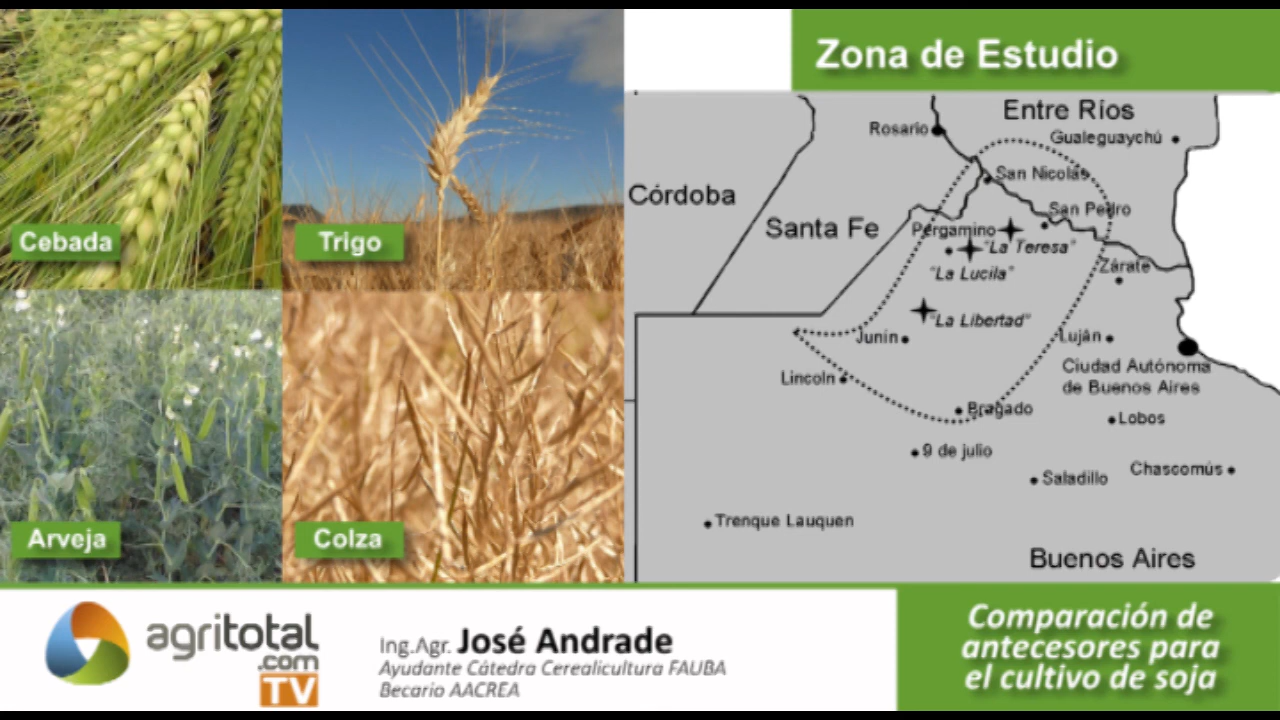 Zona de Estudio
Cebada
Trigo
Arveja
Colza
Entre Ríos
Rosario
Gualeguaychú
San Nicolás
Córdoba
Santa Fe
San Pedro
Pergamino
"La Teresa"
"La Lucila"
Zárate
"La Libertad"
Junín
Luján
Ciudad Autónoma
de Buenos Aires
Lincoln
Bragado
Lobos
9 de julio
Chascomús
Saladillo
Trenque Lauquen
Buenos Aires
agritotal
.com
TV
Ing.Agr. José Andrade
Ayudante Cátedra Cerealicultura FAUBA
Becario AACREA
Comparación de
antecesores para
el cultivo de soja